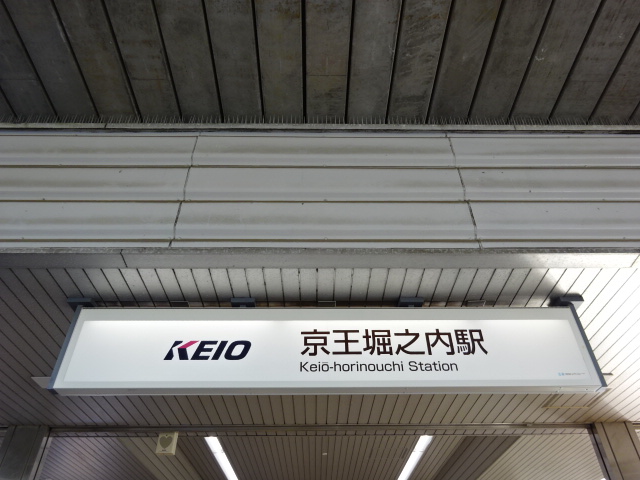 KEIO
京王堀之内駅
Keiō-horinouchi Station